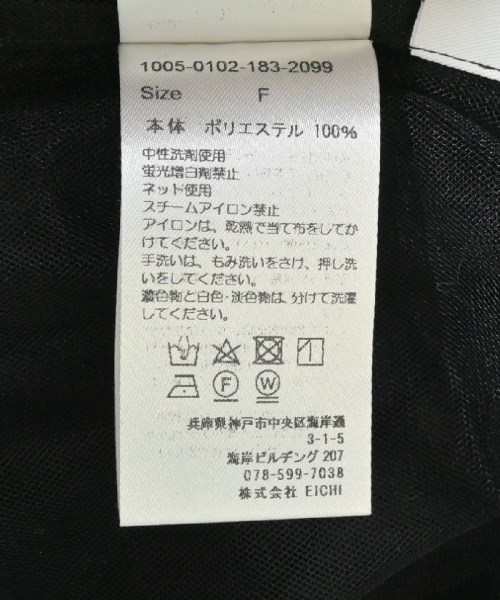 1005-0102-183-2099
Size F
本体 ポリエステル 100%
中性洗剤使用
蛍光増白剤禁止
ネット使用
スチームアイロン禁止
アイロンは、乾燥で当て布をしてか
けてください。
手洗いは、もみ洗いをさけ、押し洗
いをしてください。
濃色物と白色・淡色物は、分けて洗濯
してください。
F W
兵庫県神戸市中央区海岸通
3-1-5
海岸ビルヂング 207
078-599-7038
株式会社 EICHI